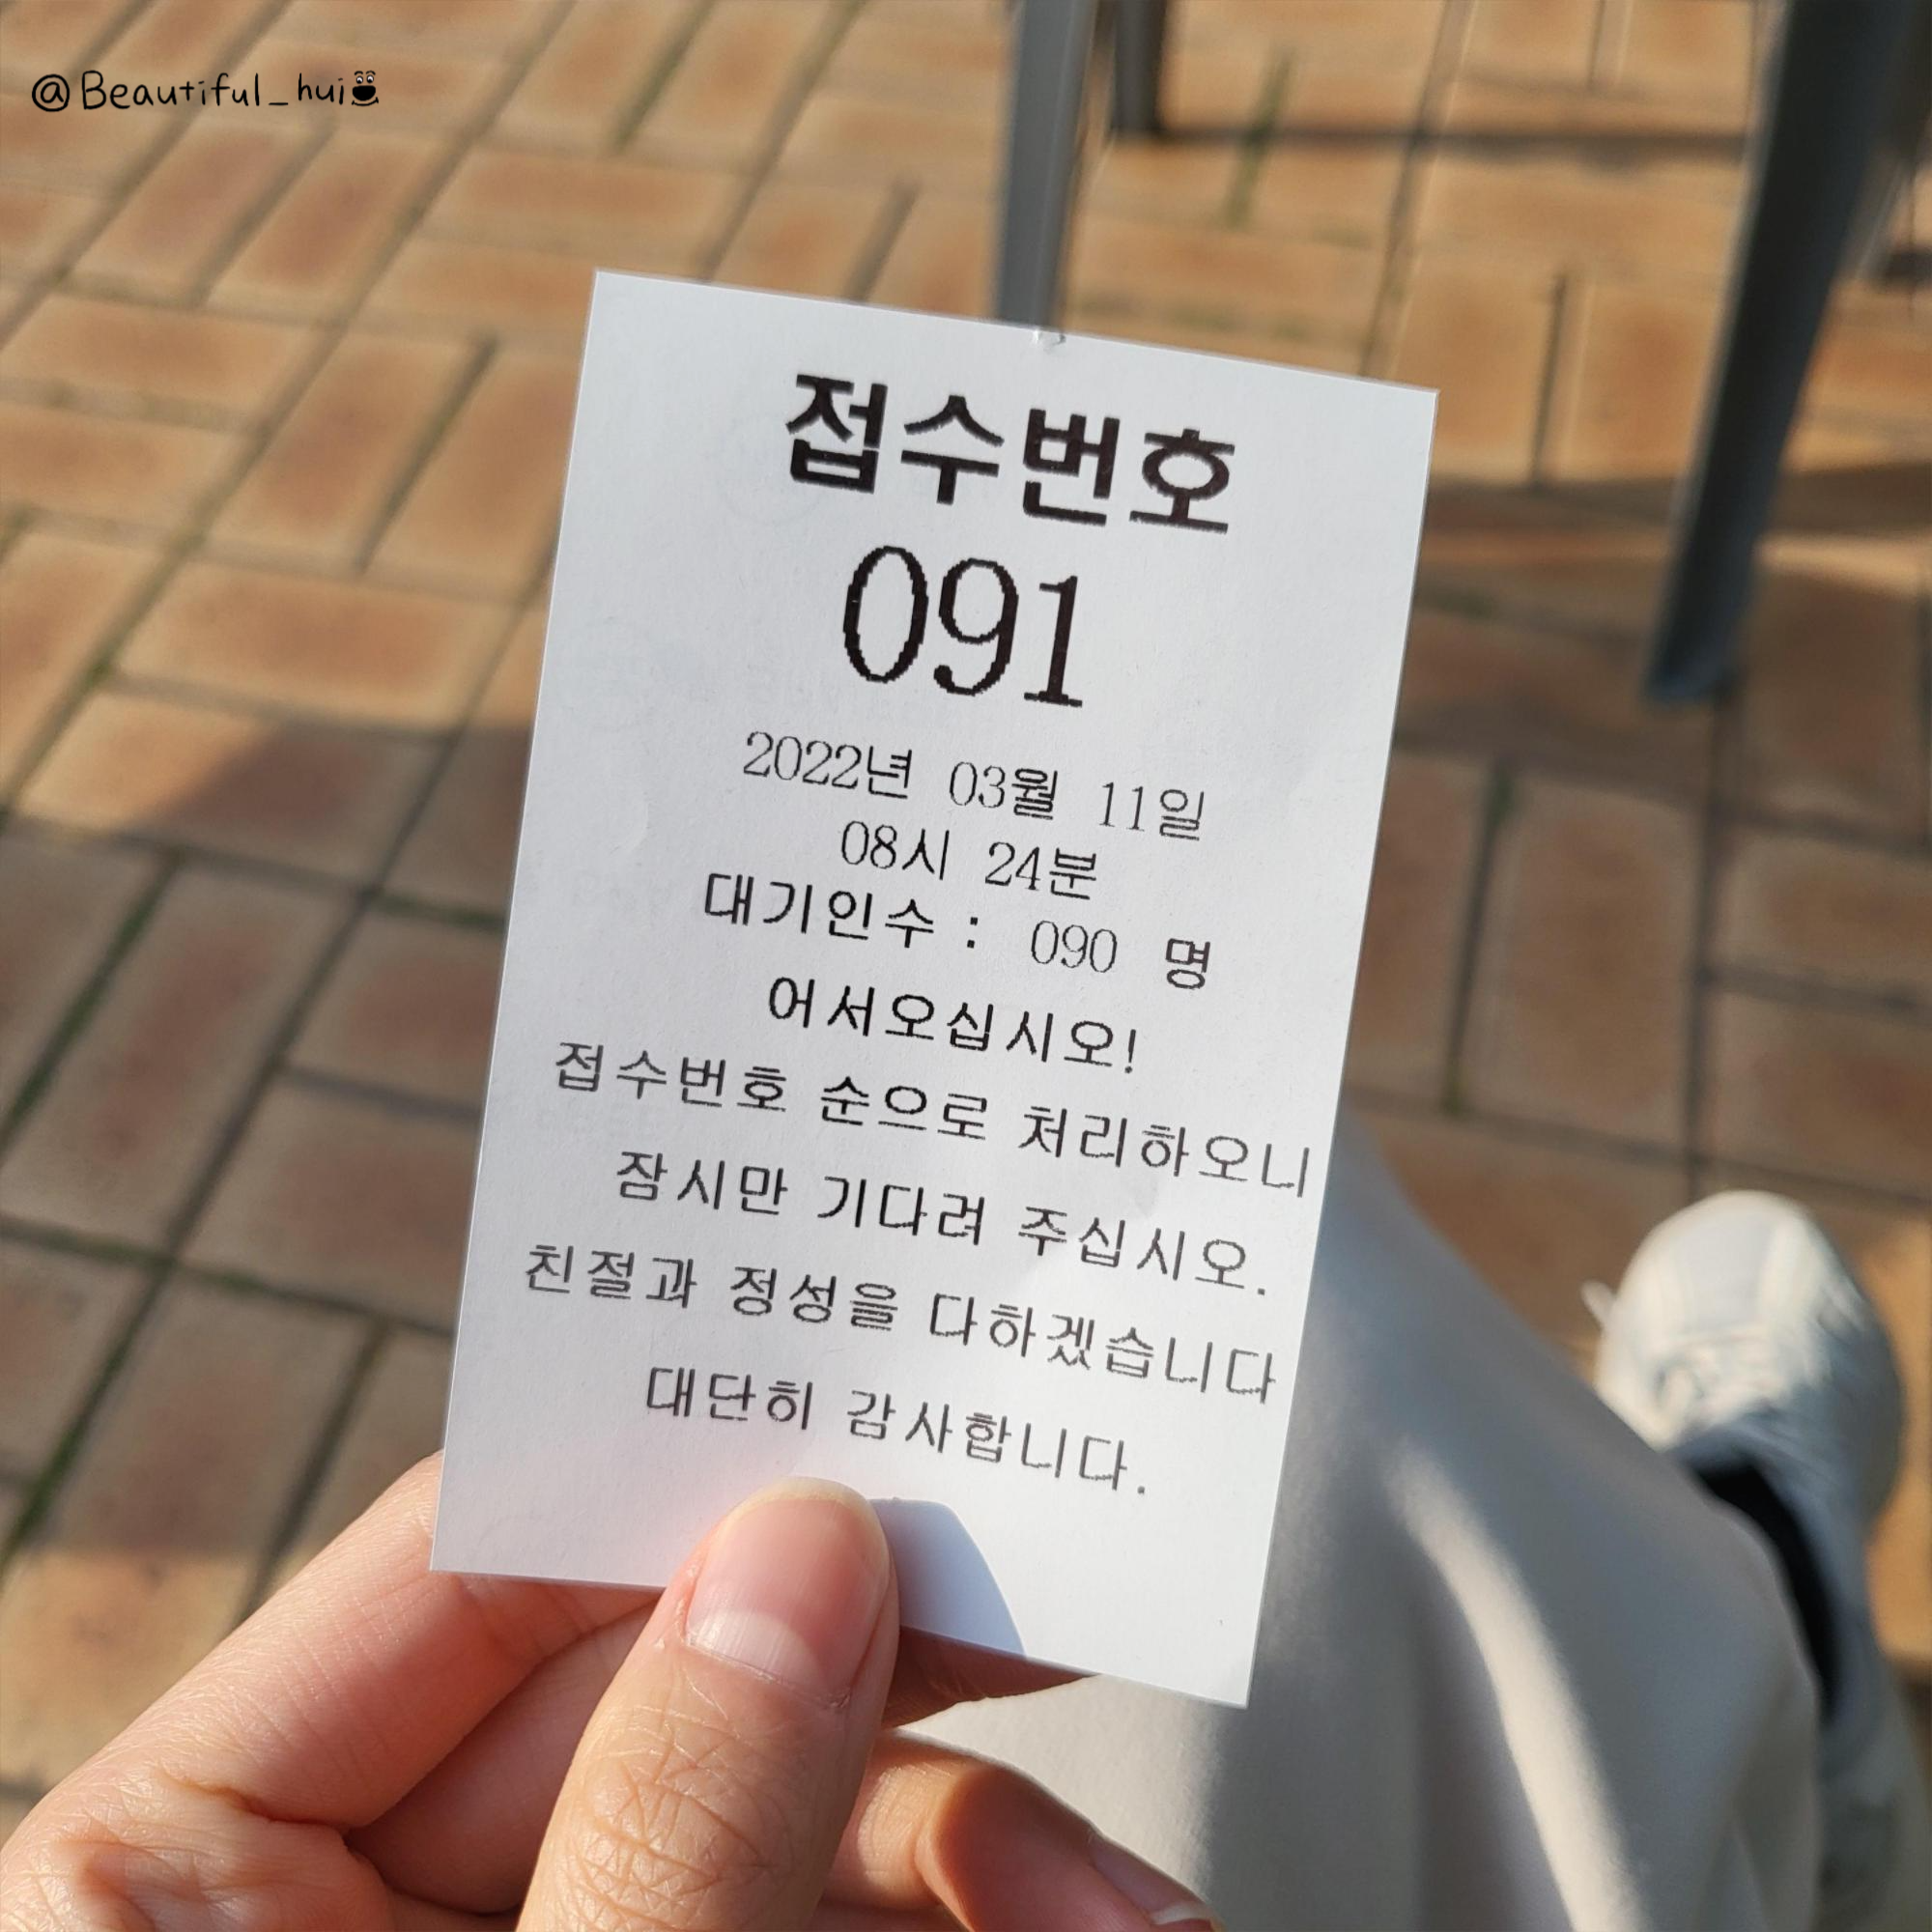 @Beautiful_hui
접수번호
091
2022년 03월 11일
08시 24분
대기인수 : 090 명
어서오십시오!
접수번호 순으로 처리하오니
잠시만 기다려 주십시오.
친절과 정성을 다하겠습니다
대단히 감사합니다.